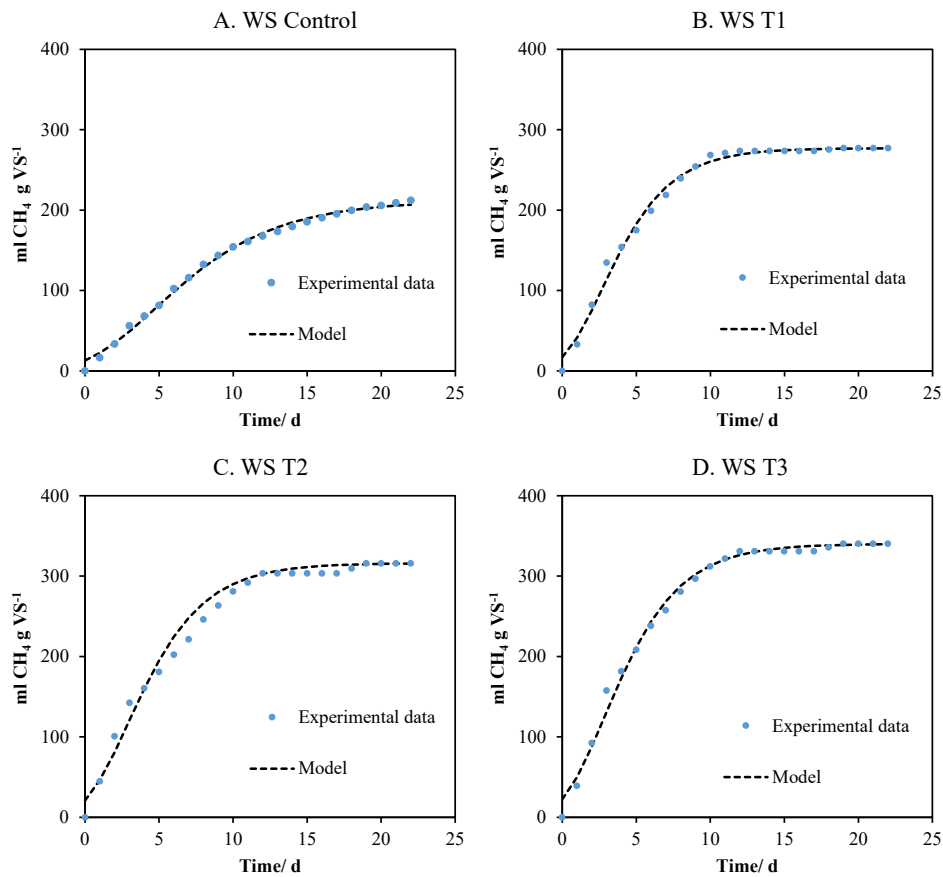 A. WS Control
400
300
200
100
0
ml CH₄ g VS⁻¹
Experimental data
Model
0 5 10 15 20 25
Time/ d
B. WS T1
400
300
200
100
0
ml CH₄ g VS⁻¹
Experimental data
Model
0 5 10 15 20 25
Time/ d
C. WS T2
400
300
200
100
0
ml CH₄ g VS⁻¹
Experimental data
Model
0 5 10 15 20 25
Time/ d
D. WS T3
400
300
200
100
0
ml CH₄ g VS⁻¹
Experimental data
Model
0 5 10 15 20 25
Time/ d